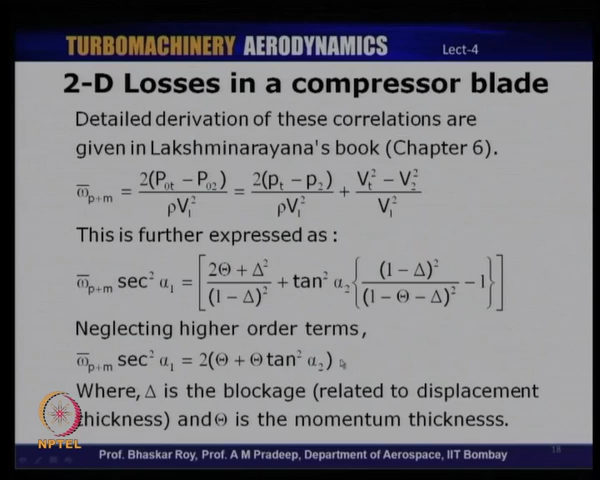 TURBOMACHINERY AERODYNAMICS Lect-4
2-D Losses in a compressor blade
Detailed derivation of these correlations are
given in Lakshminarayana's book (Chapter 6).
ω̅ₚ₊ₘ = 2(P₀ₜ − P₀₂)/ρV₁² = 2(pₜ − p₂)/ρV₁² + (Vₜ² − V₂²)/V₁²
This is further expressed as :
ω̅ₚ₊ₘ sec² α₁ = [ (2Θ + Δ²)/(1 − Δ)² + tan² α₂ { (1 − Δ)²/(1 − Θ − Δ)² − 1 } ]
Neglecting higher order terms,
ω̅ₚ₊ₘ sec² α₁ = 2(Θ + Θ tan² α₂)
Where, Δ is the blockage (related to displacement
thickness) and Θ is the momentum thicknesss.
NPTEL
Prof. Bhaskar Roy, Prof. A M Pradeep, Department of Aerospace, IIT Bombay
18